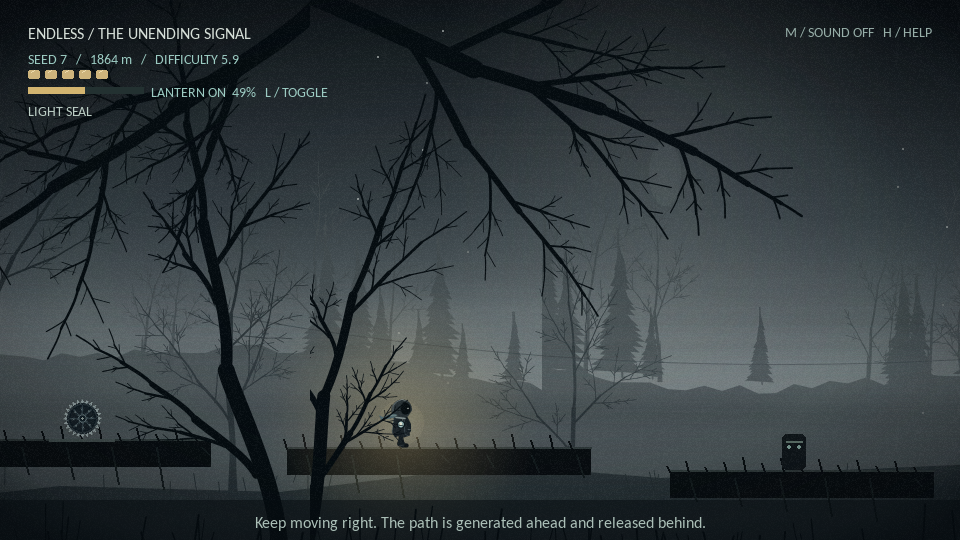 ENDLESS / THE UNENDING SIGNAL
M / SOUND OFF H / HELP
SEED 7 / 1864 m / DIFFICULTY 5.9
LANTERN ON 49% L / TOGGLE
LIGHT SEAL
Keep moving right. The path is generated ahead and released behind.